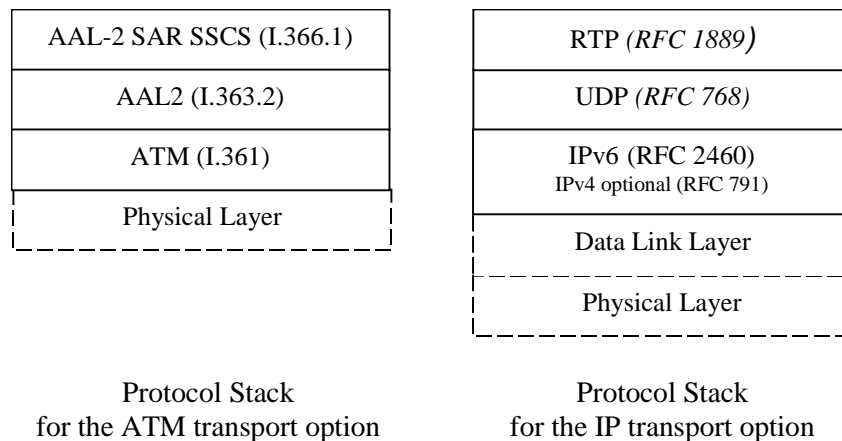 AAL-2 SAR SSCS (I.366.1)
AAL2 (I.363.2)
ATM (I.361)
Physical Layer
Protocol Stack
for the ATM transport option
RTP (RFC 1889)
UDP (RFC 768)
IPv6 (RFC 2460)
IPv4 optional (RFC 791)
Data Link Layer
Physical Layer
Protocol Stack
for the IP transport option